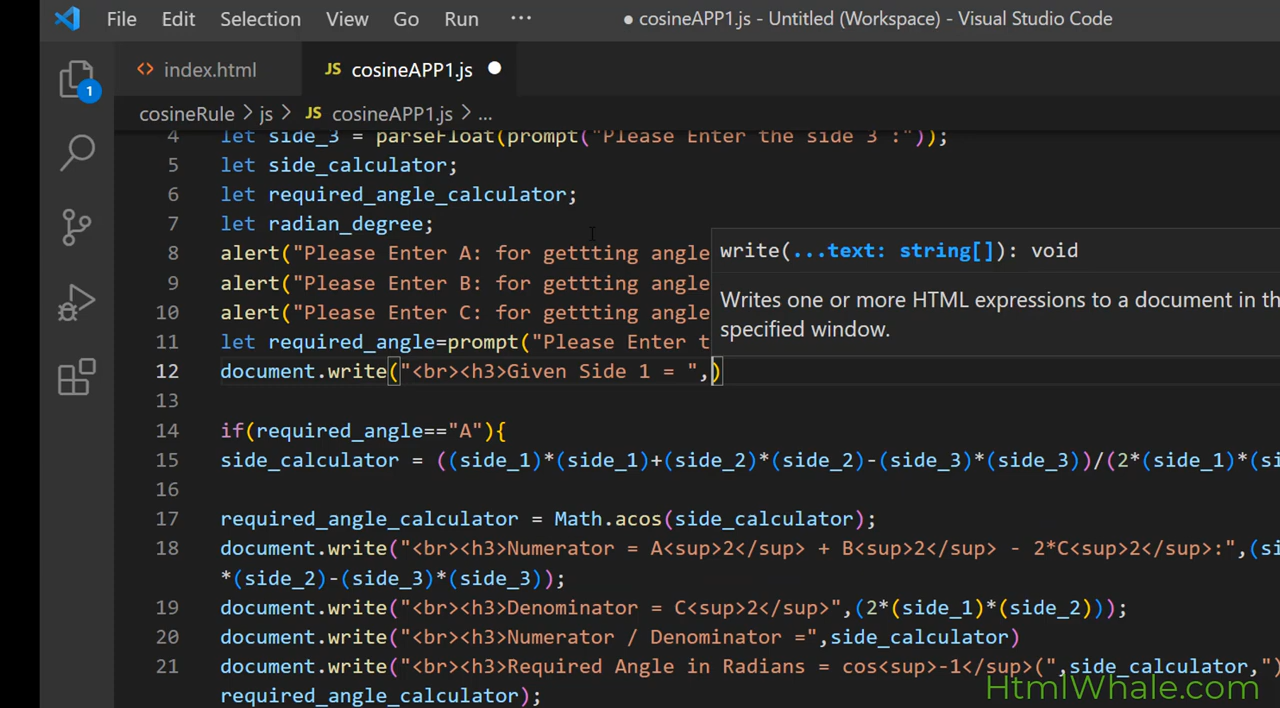 File Edit Selection View Go Run ··· ● cosineAPP1.js - Untitled (Workspace) - Visual Studio Code
<> index.html JS cosineAPP1.js ●
1
cosineRule > js > JS cosineAPP1.js > ...
4 let side_3 = parseFloat(prompt("Please Enter the side 3 :"));
5 let side_calculator;
6 let required_angle_calculator;
7 let radian_degree;
write(...text: string[]): void
8 alert("Please Enter A: for gettting angle
9 alert("Please Enter B: for gettting angle
Writes one or more HTML expressions to a document in the
10 alert("Please Enter C: for gettting angle
specified window.
11 let required_angle=prompt("Please Enter t
12 document.write("<br><h3>Given Side 1 = ",)
13
14 if(required_angle=="A"){
15 side_calculator = ((side_1)*(side_1)+(side_2)*(side_2)-(side_3)*(side_3))/(2*(side_1)*(si
16
17 required_angle_calculator = Math.acos(side_calculator);
18 document.write("<br><h3>Numerator = A<sup>2</sup> + B<sup>2</sup> - 2*C<sup>2</sup>:",(si
*(side_2)-(side_3)*(side_3));
19 document.write("<br><h3>Denominator = C<sup>2</sup>",(2*(side_1)*(side_2)));
20 document.write("<br><h3>Numerator / Denominator =",side_calculator)
21 document.write("<br><h3>Required Angle in Radians = cos<sup>-1</sup>(",side_calculator,")
required_angle_calculator);
HtmlWhale.com